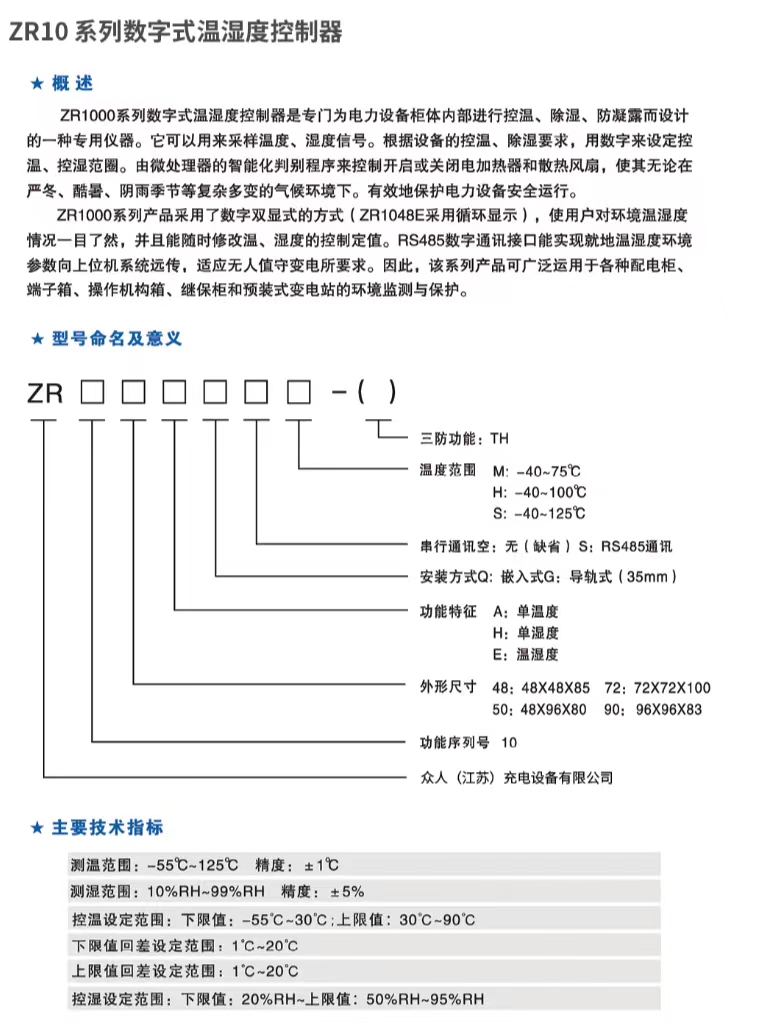 ZR10 系列数字式温湿度控制器
★ 概 述
ZR1000系列数字式温湿度控制器是专门为电力设备柜体内部进行控温、除湿、防凝露而设计
的一种专用仪器。它可以用来采样温度、湿度信号。根据设备的控温、除湿要求，用数字来设定控
温、控湿范围。由微处理器的智能化判别程序来控制开启或关闭电加热器和散热风扇，使其无论在
严冬、酷暑、阴雨季节等复杂多变的气候环境下。有效地保护电力设备安全运行。
ZR1000系列产品采用了数字双显式的方式（ZR1048E采用循环显示），使用户对环境温湿度
情况一目了然，并且能随时修改温、湿度的控制定值。RS485数字通讯接口能实现就地温湿度环境
参数向上位机系统远传，适应无人值守变电所要求。因此，该系列产品可广泛运用于各种配电柜、
端子箱、操作机构箱、继保柜和预装式变电站的环境监测与保护。
★ 型号命名及意义
ZR □ □ □ □ □ □ －( )
三防功能：TH
温度范围 M：－40~75℃
H：－40~100℃
S：－40~125℃
串行通讯空：无（缺省）S：RS485通讯
安装方式Q：嵌入式G：导轨式（35mm）
功能特征 A：单温度
H：单湿度
E：温湿度
外形尺寸 48：48X48X85 72：72X72X100
50：48X96X80 90：96X96X83
功能序列号 10
众人（江苏）充电设备有限公司
★ 主要技术指标
测温范围：－55℃~125℃ 精度：±1℃
测湿范围：10%RH~99%RH 精度：±5%
控温设定范围：下限值：－55℃~30℃;上限值：30℃~90℃
下限值回差设定范围：1℃~20℃
上限值回差设定范围：1℃~20℃
控湿设定范围：下限值：20%RH~上限值：50%RH~95%RH